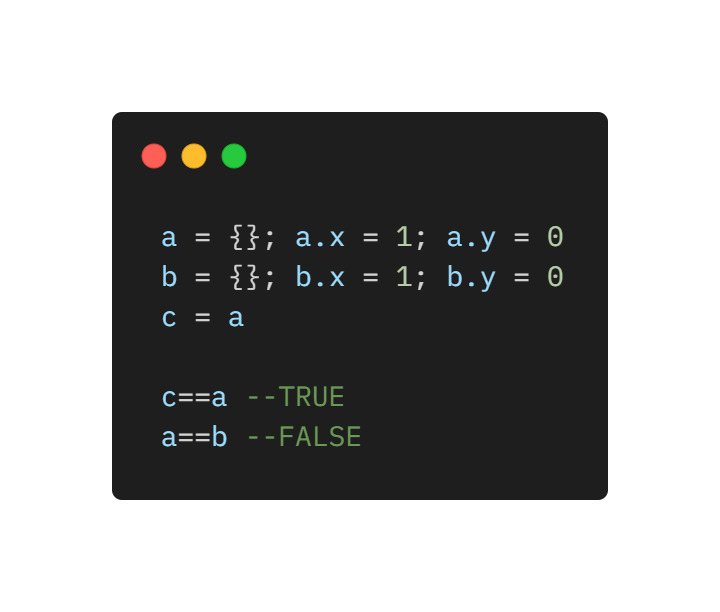 a = {}; a.x = 1; a.y = 0
b = {}; b.x = 1; b.y = 0
c = a
c==a --TRUE
a==b --FALSE